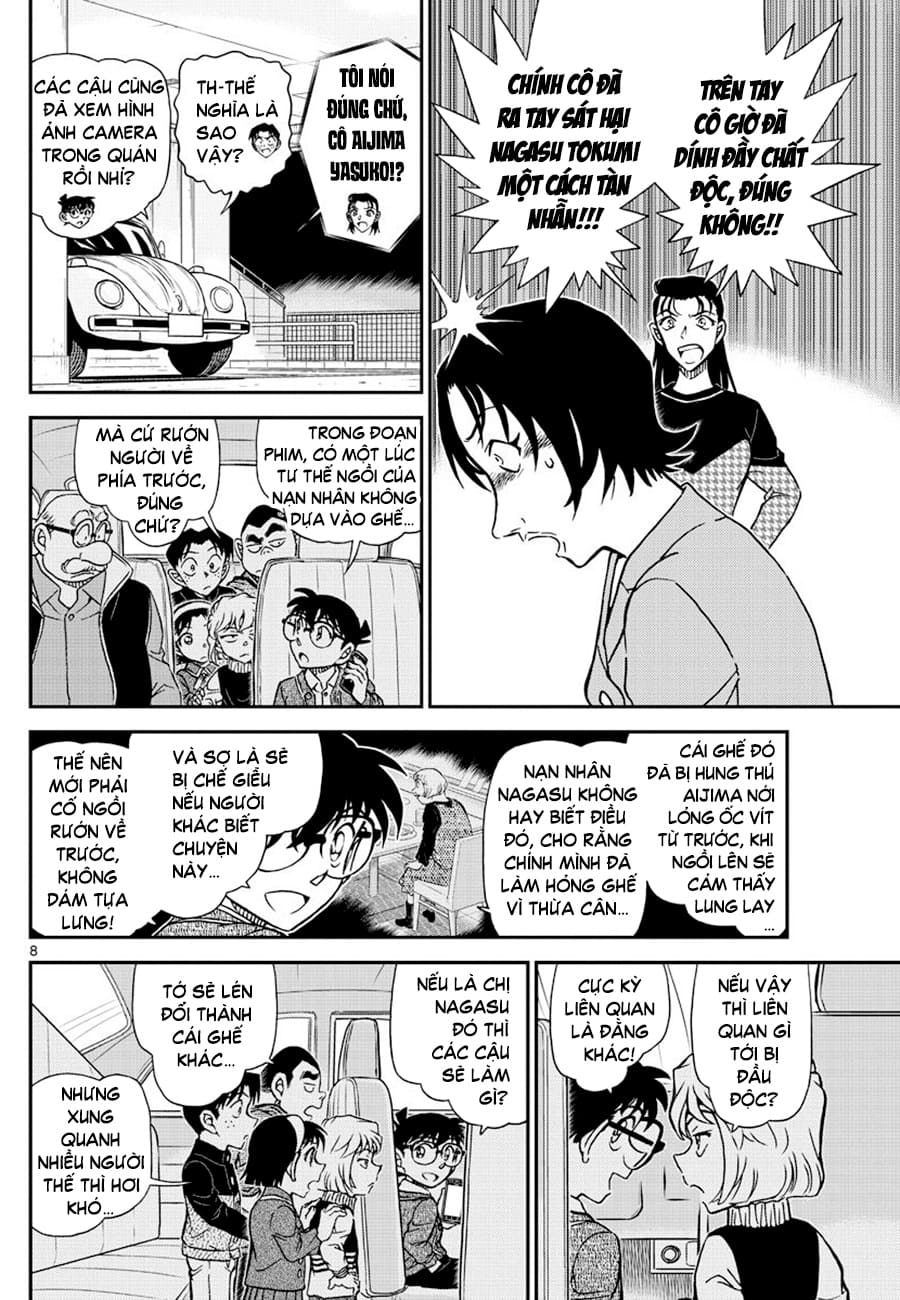 TRÊN TAY
CÔ GIỜ ĐÃ
DÍNH ĐẦY CHẤT
ĐỘC, ĐÚNG
KHÔNG!!
CHÍNH CÔ ĐÃ
RA TAY SÁT HẠI
NAGASU TOKUMI
MỘT CÁCH TÀN
NHẪN!!!
TÔI NÓI
ĐÚNG CHỨ,
CÔ AIJIMA
YASUKO!?
TH-THẾ
NGHĨA LÀ
SAO
VẬY?
CÁC CẬU CŨNG
ĐÃ XEM HÌNH
ẢNH CAMERA
TRONG QUÁN
RỒI NHỈ?
TRONG ĐOẠN
PHIM, CÓ MỘT LÚC
TƯ THẾ NGỒI CỦA
NẠN NHÂN KHÔNG
DỰA VÀO GHẾ...
MÀ CỨ RƯỚN
NGƯỜI VỀ
PHÍA TRƯỚC,
ĐÚNG
CHỨ?
CÁI GHẾ ĐÓ
ĐÃ BỊ HUNG THỦ
AIJIMA NỚI
LỎNG ỐC VÍT
TỪ TRƯỚC, KHI
NGỒI LÊN SẼ
CẢM THẤY
LUNG LAY
...
NẠN NHÂN
NAGASU KHÔNG
HAY BIẾT ĐIỀU
ĐÓ, CHO RẰNG
CHÍNH MÌNH ĐÃ
LÀM HỎNG GHẾ
VÌ THỪA CÂN...
VÀ SỢ LÀ SẼ
BỊ CHẾ GIỄU
NẾU NGƯỜI
KHÁC BIẾT
CHUYỆN
NÀY...
THẾ NÊN
MỚI PHẢI
CỐ NGỒI
RƯỚN VỀ
TRƯỚC,
KHÔNG
DÁM TỰA
LƯNG!
8
NẾU VẬY
THÌ LIÊN
QUAN GÌ
TỚI BỊ
ĐẦU
ĐỘC?
CỰC KỲ
LIÊN QUAN
LÀ ĐẰNG
KHÁC!
NẾU LÀ CHỊ
NAGASU
ĐÓ THÌ
CÁC CẬU
SẼ LÀM
GÌ?
TỚ SẼ LÉN
ĐỔI THÀNH
CÁI GHẾ
KHÁC...
NHƯNG
XUNG
QUANH
NHIỀU NGƯỜI
THẾ THÌ HƠI
KHÓ...